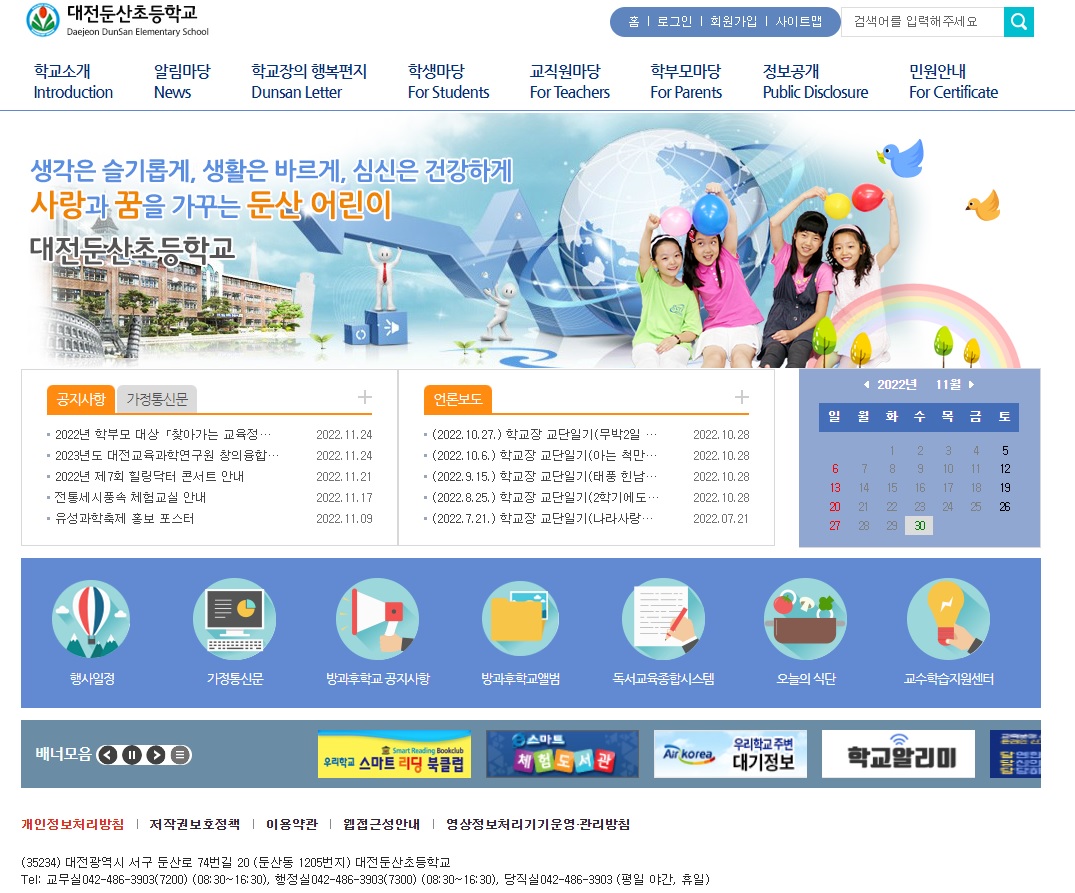 대전둔산초등학교
Daejeon DunSan Elementary School
홈 | 로그인 | 회원가입 | 사이트맵
검색어를 입력해주세요
학교소개 알림마당 학교장의 행복편지 학생마당 교직원마당 학부모마당 정보공개 민원안내
Introduction News Dunsan Letter For Students For Teachers For Parents Public Disclosure For Certificate
생각은 슬기롭게, 생활은 바르게, 심신은 건강하게
사랑과 꿈을 가꾸는 둔산 어린이
대전둔산초등학교
공지사항 가정통신문
2022년 학부모 대상 「찾아가는 교육정… 2022.11.24
2023년도 대전교육과학연구원 창의융합… 2022.11.24
2022년 제7회 힐링닥터 콘서트 안내 2022.11.21
전통세시풍속 체험교실 안내 2022.11.17
유성과학축제 홍보 포스터 2022.11.09
언론보도
(2022.10.27.) 학교장 교단일기(무박2일 … 2022.10.28
(2022.10.6.) 학교장 교단일기(아는 척만… 2022.10.28
(2022.9.15.) 학교장 교단일기(태풍 힌남… 2022.10.28
(2022.8.25.) 학교장 교단일기(2학기에도… 2022.10.28
(2022.7.21.) 학교장 교단일기(나라사랑… 2022.07.21
2022년 11월
일 월 화 수 목 금 토
1 2 3 4 5
6 7 8 9 10 11 12
13 14 15 16 17 18 19
20 21 22 23 24 25 26
27 28 29 30
행사일정 가정통신문 방과후학교 공지사항 방과후학교앨범 독서교육종합시스템 오늘의 식단 교수학습지원센터
배너모음
Smart Reading Bookclub
우리학교 스마트 리딩 북클럽
스마트
체험도서관
Air korea
우리학교 주변
대기정보
학교알리미
개인정보처리방침 | 저작권보호정책 | 이용약관 | 웹접근성안내 | 영상정보처리기기운영·관리방침
(35234) 대전광역시 서구 둔산로 74번길 20 (둔산동 1205번지) 대전둔산초등학교
Tel: 교무실042-486-3903(7200) (08:30~16:30), 행정실042-486-3903(7300) (08:30~16:30), 당직실042-486-3903 (평일 야간, 휴일)